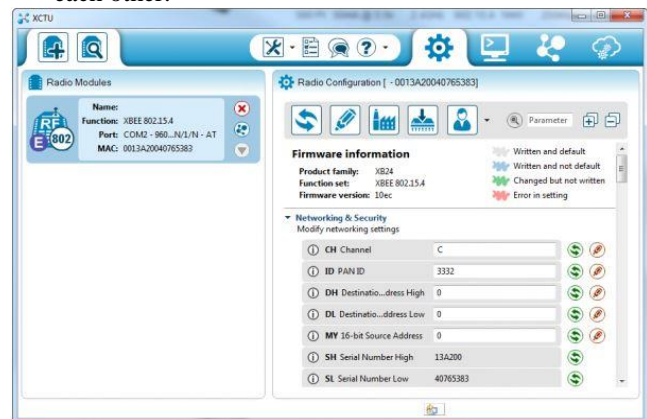 each other.
XCTU
Radio Modules
Radio Configuration [ - 0013A20040765383]
Name:
Function: XBEE 802.15.4
Port: COM2 - 960...N/1/N - AT
MAC: 0013A20040765383
RF
E 802
Parameter
Firmware information
Product family: XB24
Function set: XBEE 802.15.4
Firmware version: 10ec
Written and default
Written and not default
Changed but not written
Error in setting
Networking & Security
Modify networking settings
CH Channel C
ID PAN ID 3332
DH Destinatio...dress High 0
DL Destinatio...ddress Low 0
MY 16-bit Source Address 0
SH Serial Number High 13A200
SL Serial Number Low 40765383